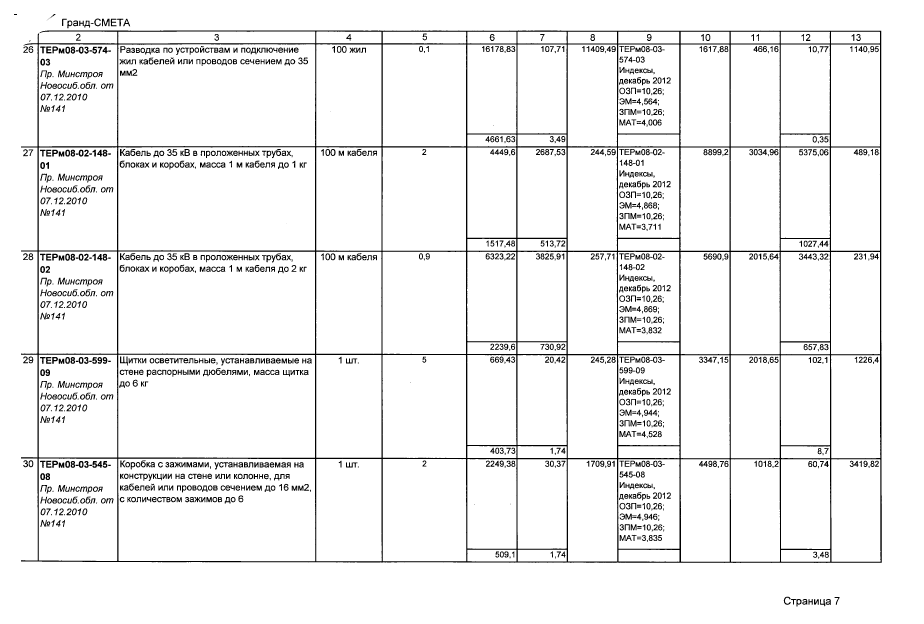 Гранд-СМЕТА
2 3 4 5 6 7 8 9 10 11 12 13
26 ТЕРм08-03-574- Разводка по устройствам и подключение 100 жил 0,1 16178,83 107,71 11409,49 ТЕРм08-03- 1617,88 466,16 10,77 1140,95
03 жил кабелей или проводов сечением до 35 574-03
Пр. Минстроя мм2 Индексы,
Новосиб.обл. от декабрь 2012
07.12.2010 ОЗП=10,26;
№141 ЭМ=4,564;
ЗПМ=10,26;
МАТ=4,006
4661,63 3,49 0,35
27 ТЕРм08-02-148- Кабель до 35 кВ в проложенных трубах, 100 м кабеля 2 4449,6 2687,53 244,59 ТЕРм08-02- 8899,2 3034,96 5375,06 489,18
01 блоках и коробах, масса 1 м кабеля до 1 кг 148-01
Пр. Минстроя Индексы,
Новосиб.обл. от декабрь 2012
07.12.2010 ОЗП=10,26;
№141 ЭМ=4,868;
ЗПМ=10,26;
МАТ=3,711
1517,48 513,72 1027,44
28 ТЕРм08-02-148- Кабель до 35 кВ в проложенных трубах, 100 м кабеля 0,9 6323,22 3825,91 257,71 ТЕРм08-02- 5690,9 2015,64 3443,32 231,94
02 блоках и коробах, масса 1 м кабеля до 2 кг 148-02
Пр. Минстроя Индексы,
Новосиб.обл. от декабрь 2012
07.12.2010 ОЗП=10,26;
№141 ЭМ=4,869;
ЗПМ=10,26;
МАТ=3,832
2239,6 730,92 657,83
29 ТЕРм08-03-599- Щитки осветительные, устанавливаемые на 1 шт. 5 669,43 20,42 245,28 ТЕРм08-03- 3347,15 2018,65 102,1 1226,4
09 стене распорными дюбелями, масса щитка 599-09
Пр. Минстроя до 6 кг Индексы,
Новосиб.обл. от декабрь 2012
07.12.2010 ОЗП=10,26;
№141 ЭМ=4,944;
ЗПМ=10,26;
МАТ=4,528
403,73 1,74 8,7
30 ТЕРм08-03-545- Коробка с зажимами, устанавливаемая на 1 шт. 2 2249,38 30,37 1709,91 ТЕРм08-03- 4498,76 1018,2 60,74 3419,82
08 конструкции на стене или колонне, для 545-08
Пр. Минстроя кабелей или проводов сечением до 16 мм2, Индексы,
Новосиб.обл. от с количеством зажимов до 6 декабрь 2012
07.12.2010 ОЗП=10,26;
№141 ЭМ=4,946;
ЗПМ=10,26;
МАТ=3,835
509,1 1,74 3,48
Страница 7